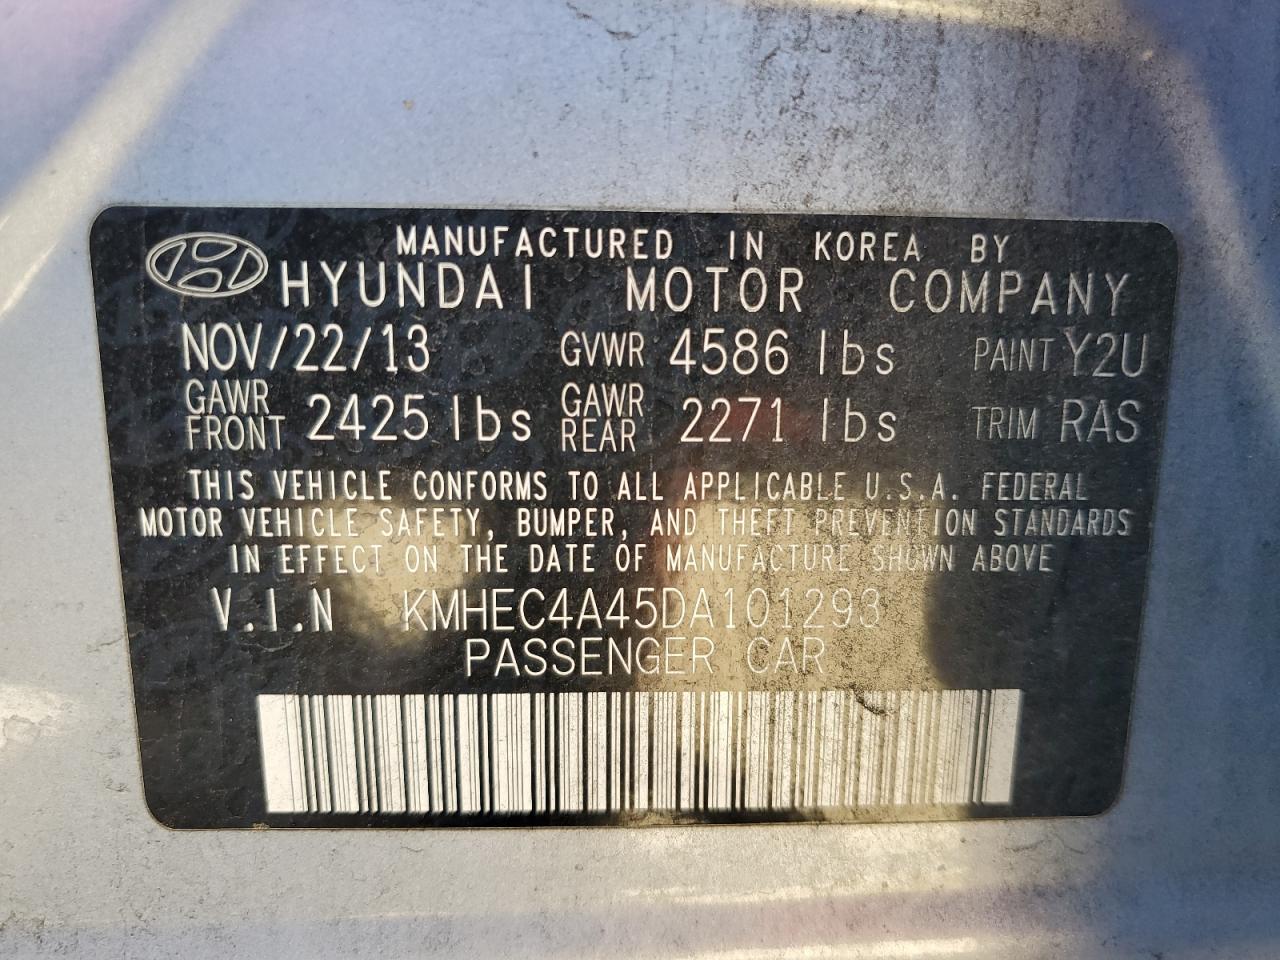 MANUFACTURED IN KOREA BY
HYUNDAI MOTOR COMPANY
NOV/22/13 GVWR 4586 lbs PAINT Y2U
GAWR FRONT 2425 lbs GAWR REAR 2271 lbs TRIM RAS
THIS VEHICLE CONFORMS TO ALL APPLICABLE U.S.A. FEDERAL
MOTOR VEHICLE SAFETY, BUMPER, AND THEFT PREVENTION STANDARDS
IN EFFECT ON THE DATE OF MANUFACTURE SHOWN ABOVE
V.I.N KMHEC4A45DA101293
PASSENGER CAR